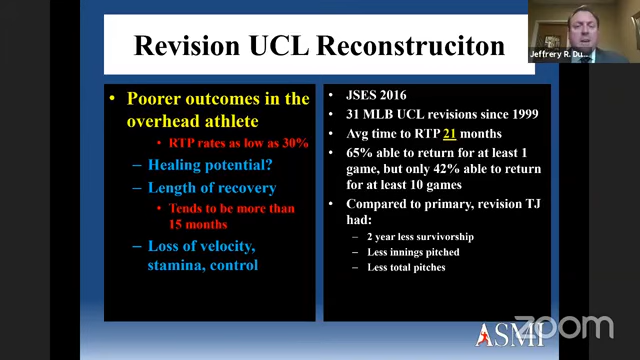 Revision UCL Reconstruciton
Jeffrery R. Du...
• Poorer outcomes in the
overhead athlete
• RTP rates as low as 30%
– Healing potential?
– Length of recovery
• Tends to be more than
15 months
– Loss of velocity,
stamina, control
• JSES 2016
• 31 MLB UCL revisions since 1999
• Avg time to RTP 21 months
• 65% able to return for at least 1
game, but only 42% able to return
for at least 10 games
• Compared to primary, revision TJ
had:
– 2 year less survivorship
– Less innings pitched
– Less total pitches
zoom
ASMI